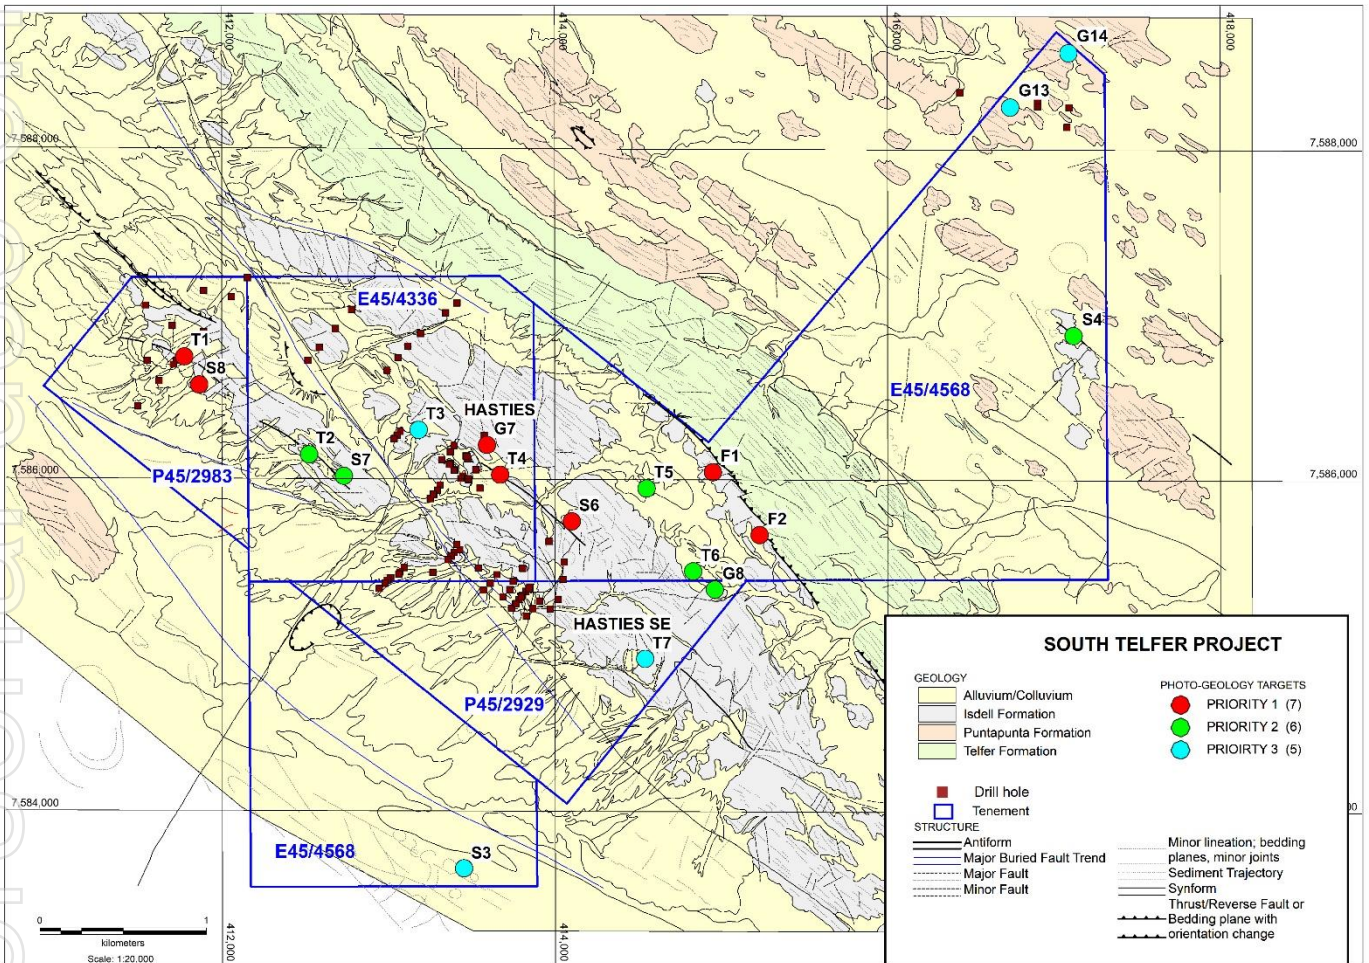 412,000
414,000
416,000
418,000
G14
G13
7,588,000
7,588,000
E45/4336
T1
S8
S4
E45/4568
T3
HASTIES
G7
T2
S7
T4
P45/2983
7,586,000
7,586,000
T5
F1
S6
F2
T6
G8
HASTIES SE
T7
P45/2929
7,584,000
E45/4568
S3
412,000
414,000
0 1
kilometers
Scale: 1:20.000
SOUTH TELFER PROJECT
GEOLOGY
Alluvium/Colluvium
Isdell Formation
Puntapunta Formation
Telfer Formation
PHOTO-GEOLOGY TARGETS
PRIORITY 1 (7)
PRIORITY 2 (6)
PRIOIRTY 3 (5)
Drill hole
Tenement
STRUCTURE
Antiform
Major Buried Fault Trend
Major Fault
Minor Fault
Minor lineation; bedding
planes, minor joints
Sediment Trajectory
Synform
Thrust/Reverse Fault or
Bedding plane with
orientation change